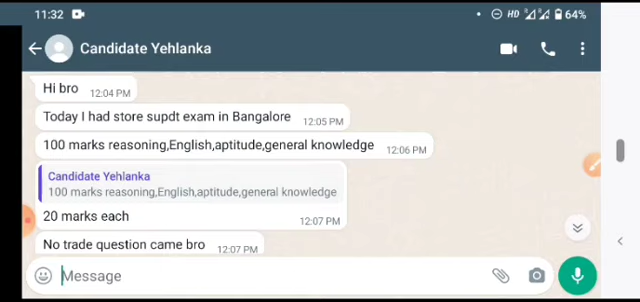 11:32 HD 64%
Candidate Yehlanka
Hi bro 12:04 PM
Today I had store supdt exam in Bangalore 12:05 PM
100 marks reasoning,English,aptitude,general knowledge 12:06 PM
Candidate Yehlanka
100 marks reasoning,English,aptitude,general knowledge
20 marks each 12:07 PM
No trade question came bro 12:07 PM
Message